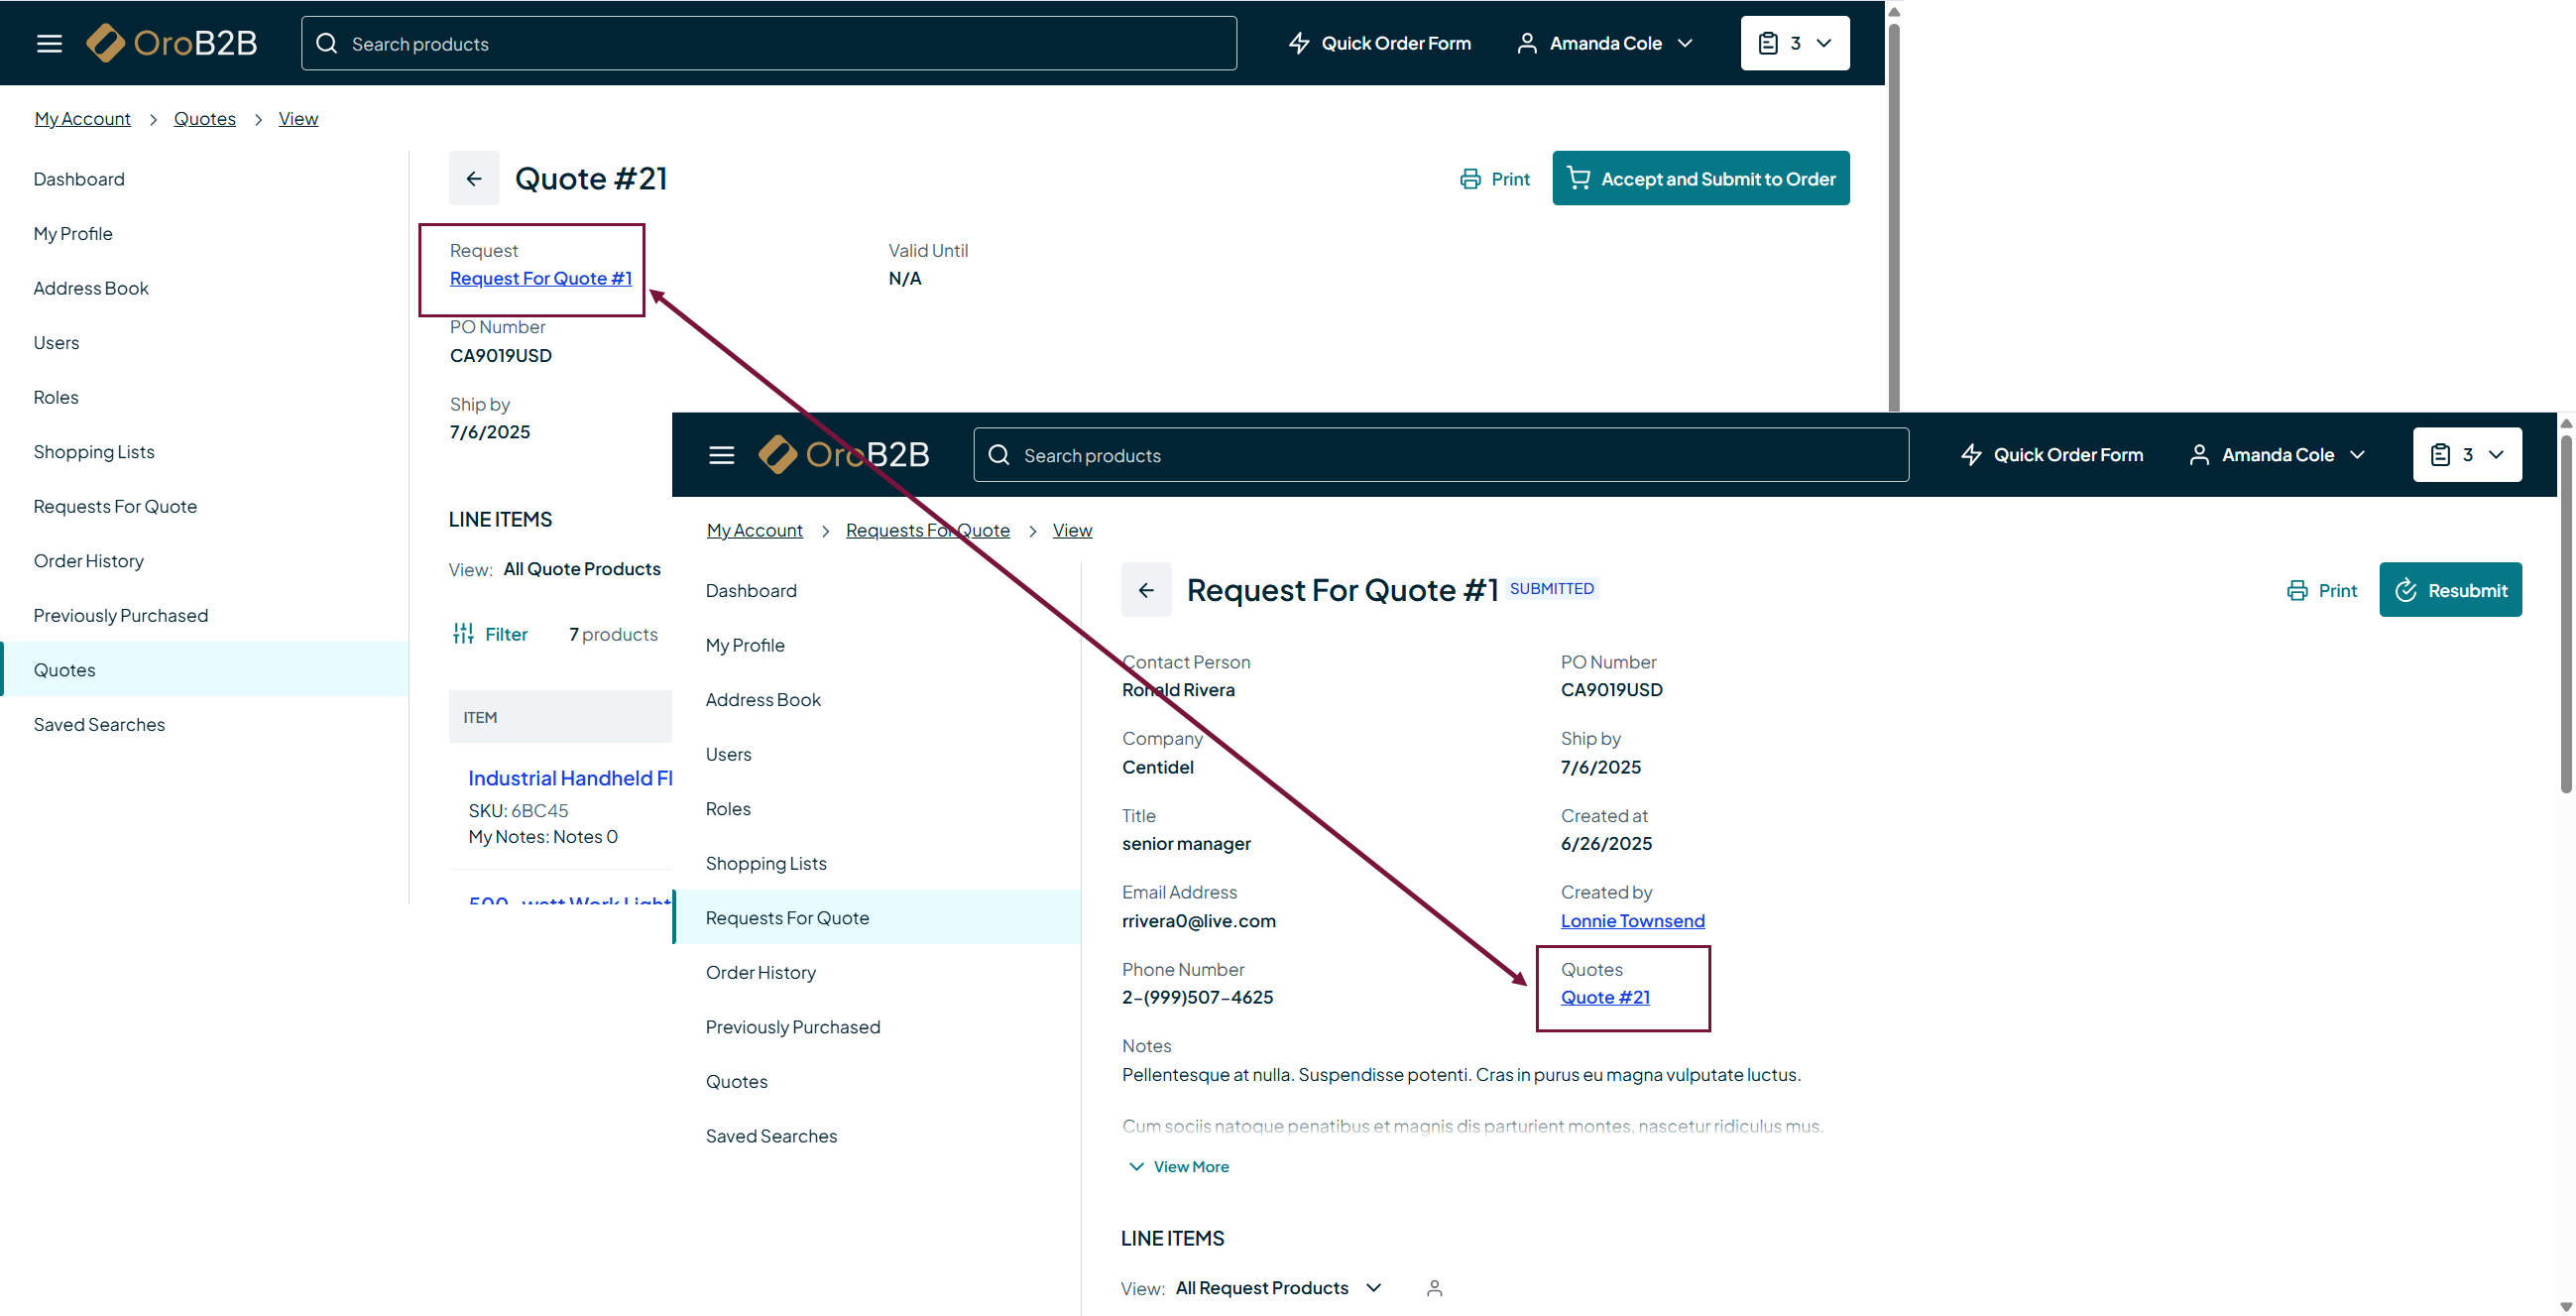 OroB2B
Search products
Quick Order Form
Amanda Cole
3
My Account > Quotes > View
Dashboard
My Profile
Address Book
Users
Roles
Shopping Lists
Requests For Quote
Order History
Previously Purchased
Quotes
Saved Searches
Quote #21
Print
Accept and Submit to Order
Request
Request For Quote #1
Valid Until
N/A
PO Number
CA9019USD
Ship by
7/6/2025
LINE ITEMS
View: All Quote Products
Filter
7 products
ITEM
Industrial Handheld Fl
SKU: 6BC45
My Notes: Notes 0
500-watt Work Light
OroB2B
Search products
Quick Order Form
Amanda Cole
3
My Account > Requests For Quote > View
Dashboard
My Profile
Address Book
Users
Roles
Shopping Lists
Requests For Quote
Order History
Previously Purchased
Quotes
Saved Searches
Request For Quote #1 SUBMITTED
Print
Resubmit
Contact Person
Ronald Rivera
PO Number
CA9019USD
Company
Centidel
Ship by
7/6/2025
Title
senior manager
Created at
6/26/2025
Email Address
rrivera0@live.com
Created by
Lonnie Townsend
Phone Number
2-(999)507-4625
Quotes
Quote #21
Notes
Pellentesque at nulla. Suspendisse potenti. Cras in purus eu magna vulputate luctus.
Cum sociis natoque penatibus et magnis dis parturient montes, nascetur ridiculus mus.
View More
LINE ITEMS
View: All Request Products